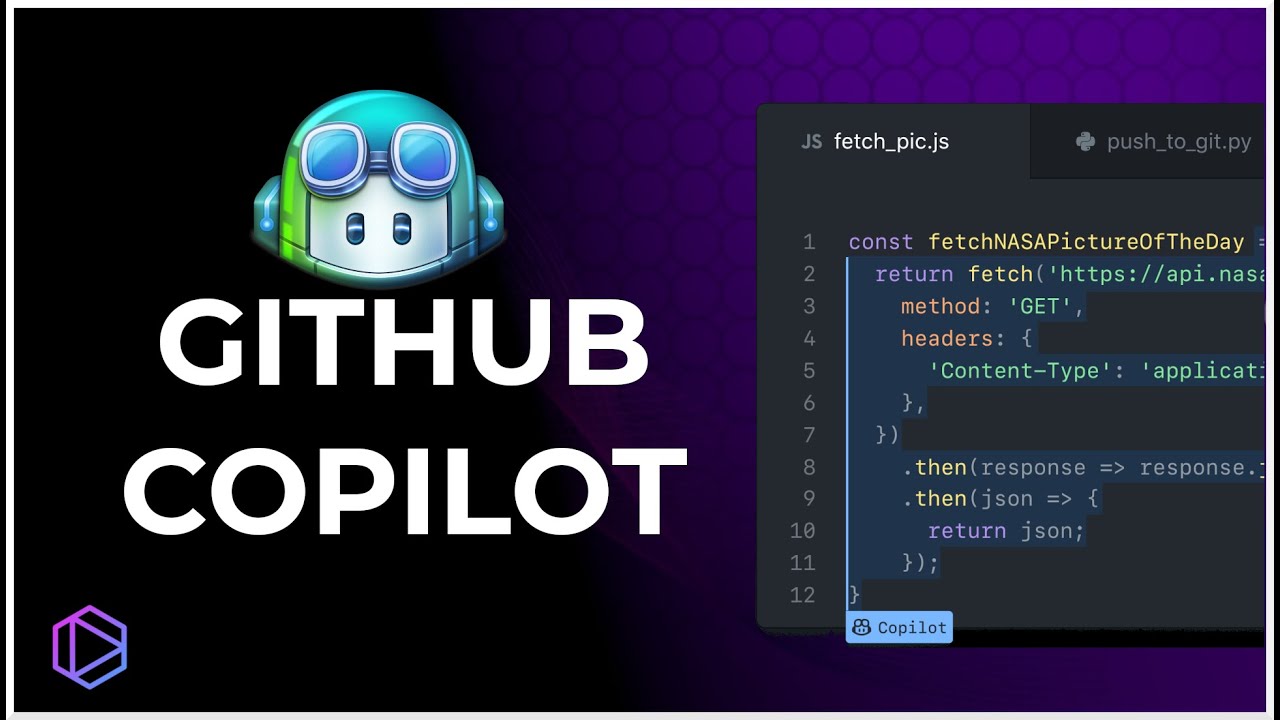 GITHUB
COPILOT
JS fetch_pic.js
push_to_git.py
1 const fetchNASAPictureOfTheDay =
2 return fetch('https://api.nasa
3 method: 'GET',
4 headers: {
5 'Content-Type': 'applicati
6 },
7 })
8 .then(response => response.j
9 .then(json => {
10 return json;
11 });
12 }
Copilot